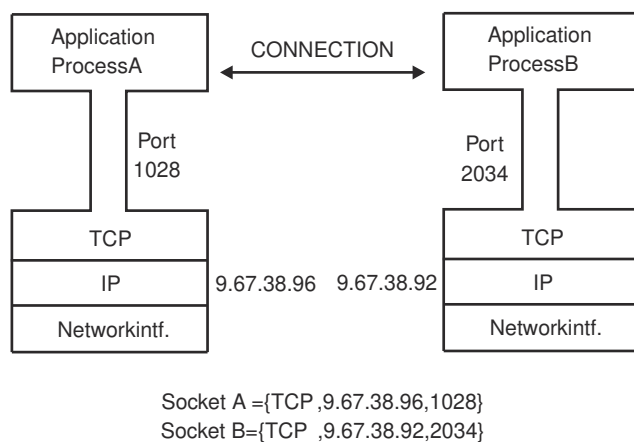 Application
ProcessA
CONNECTION
Application
ProcessB
Port
1028
Port
2034
TCP
TCP
IP
9.67.38.96
9.67.38.92
IP
Networkintf.
Networkintf.
Socket A ={TCP ,9.67.38.96,1028}
Socket B={TCP ,9.67.38.92,2034}